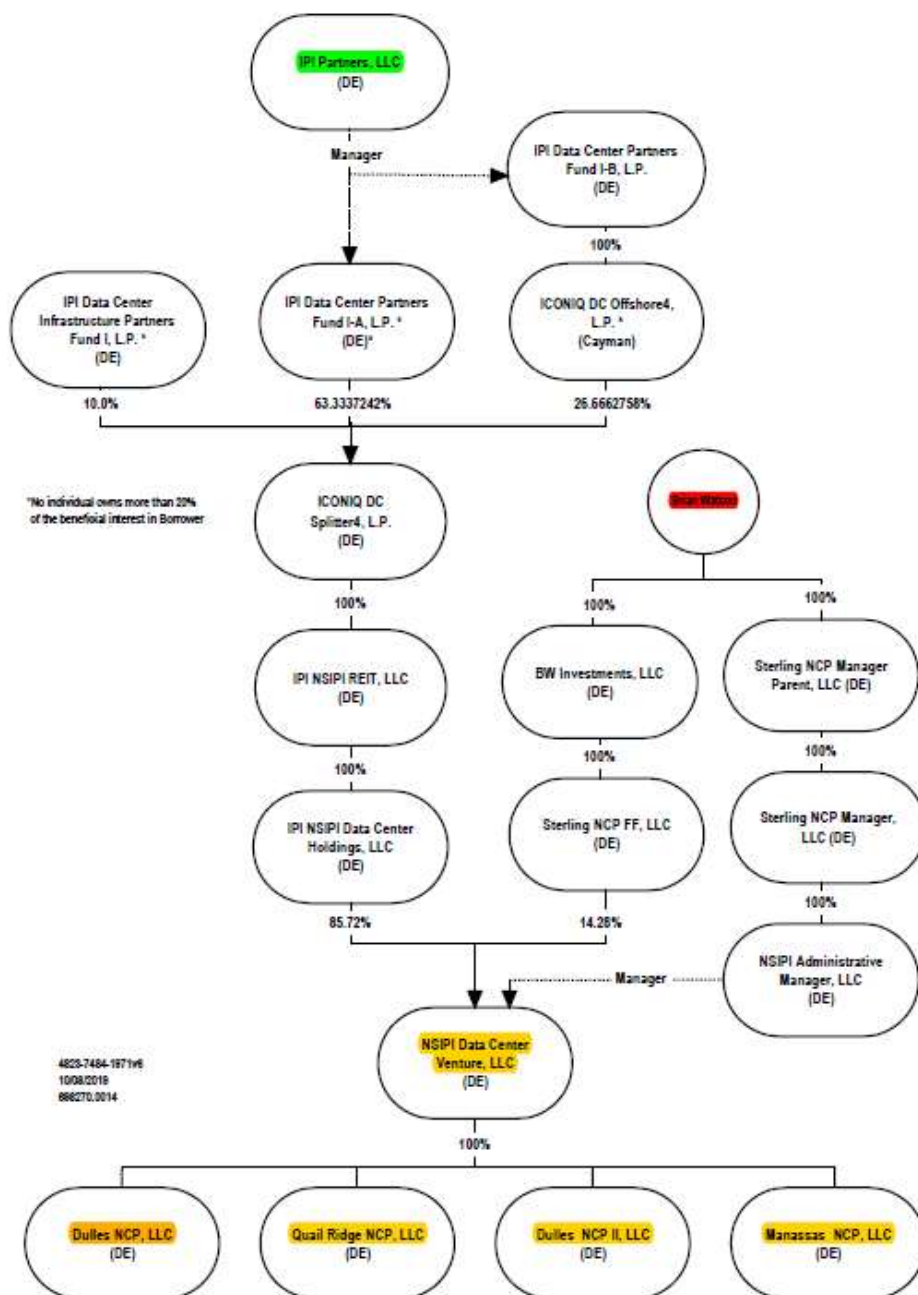 IPI Partners, LLC
(DE)
Manager
IPI Data Center Partners
Fund I-B, L.P.
(DE)
100%
IPI Data Center
Infrastructure Partners
Fund I, L.P. *
(DE)
IPI Data Center Partners
Fund I-A, L.P. *
(DE)*
ICONIQ DC Offshore4,
L.P. *
(Cayman)
10.0%
63.3337242%
26.6662758%
*No individual owns more than 20%
of the beneficial interest in Borrower
ICONIQ DC
Splitter4, L.P.
(DE)
Brian Watson
100%
100%
100%
IPI NSIPI REIT, LLC
(DE)
BW Investments, LLC
(DE)
Sterling NCP Manager
Parent, LLC (DE)
100%
100%
100%
IPI NSIPI Data Center
Holdings, LLC
(DE)
Sterling NCP FF, LLC
(DE)
Sterling NCP Manager,
LLC (DE)
85.72%
14.28%
100%
Manager
NSIPI Administrative
Manager, LLC
(DE)
NSIPI Data Center
Venture, LLC
(DE)
4823-7484-1971v6
10/08/2019
100%
Dulles NCP, LLC
(DE)
Quail Ridge NCP, LLC
(DE)
Dulles NCP II, LLC
(DE)
Manassas NCP, LLC
(DE)